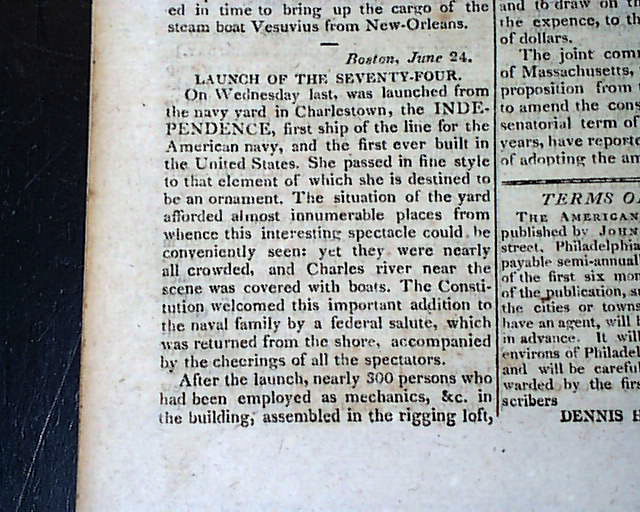 ed in time to bring up the cargo of the
steam boat Vesuvius from New-Orleans.
Boston, June 24.
LAUNCH OF THE SEVENTY-FOUR.
On Wednesday last, was launched from
the navy yard in Charlestown, the INDE-
PENDENCE, first ship of the line for the
American navy, and the first ever built in
the United States. She passed in fine style
to that element of which she is destined to
be an ornament. The situation of the yard
afforded almost innumerable places from
whence this interesting spectacle could be
conveniently seen: yet they were nearly
all crowded, and Charles river near the
scene was covered with boats. The Consti-
tution welcomed this important addition to
the naval family by a federal salute, which
was returned from the shore, accompanied
by the cheerings of all the spectators.
After the launch, nearly 300 persons who
had been employed as mechanics, &c. in
the building, assembled in the rigging loft,
and to draw on th
the expence, to th
of dollars.
The joint com
of Massachusetts,
proposition from
to amend the cons
senatorial term of
years, have reporte
of adopting the am
TERMS O
THE AMERICAN
published by JOHN
street, Philadelphia
payable semi-annual
of the first six mon
of the publication, su
the cities or towns
have an agent, will b
in advance. It will
environs of Philadel
and will be careful
warded by the firs
scribers
DENNIS H